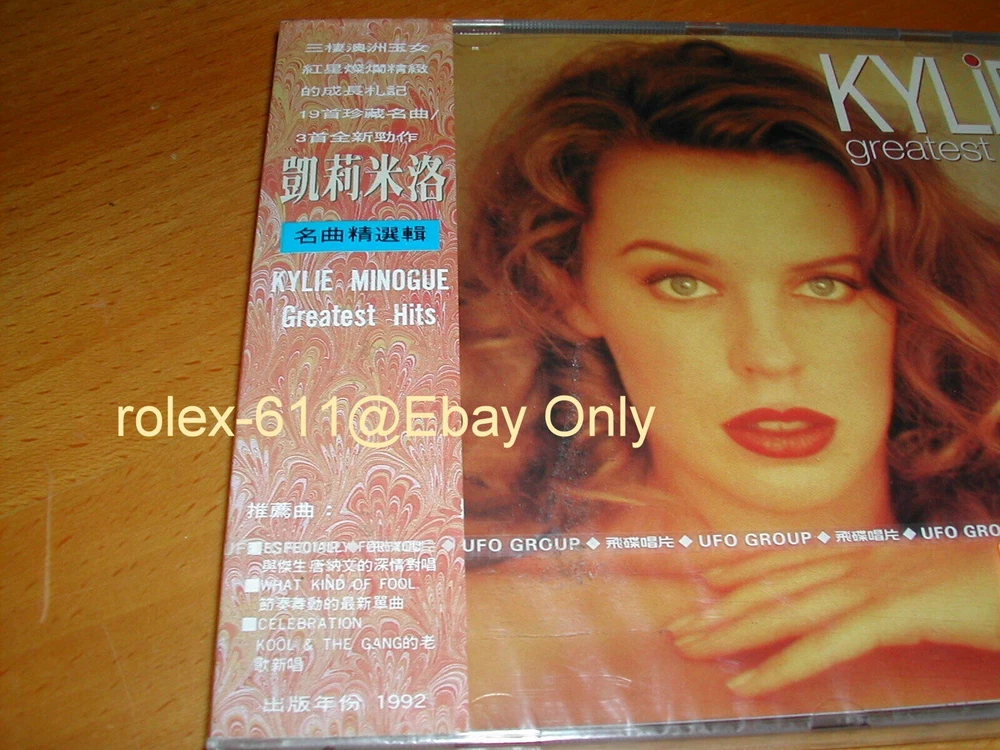 三棲澳洲玉女
紅星燦爛精緻
的成長札記
19首珍藏名曲/
3首全新勁作
凱莉米洛
名曲精選輯
KYLIE MINOGUE
Greatest Hits
KYLiE
greatest
rolex-611@Ebay Only
推薦曲：
■ESPECIALLY FOR YOU
與傑生唐納文的深情對唱
■WHAT KIND OF FOOL
節奏舞動的最新單曲
■CELEBRATION
KOOL & THE GANG的老
歌新唱
出版年份 1992
UFO GROUP ◆ 飛碟唱片 ◆ UFO GROUP ◆ 飛碟唱片 ◆ UFO GRO